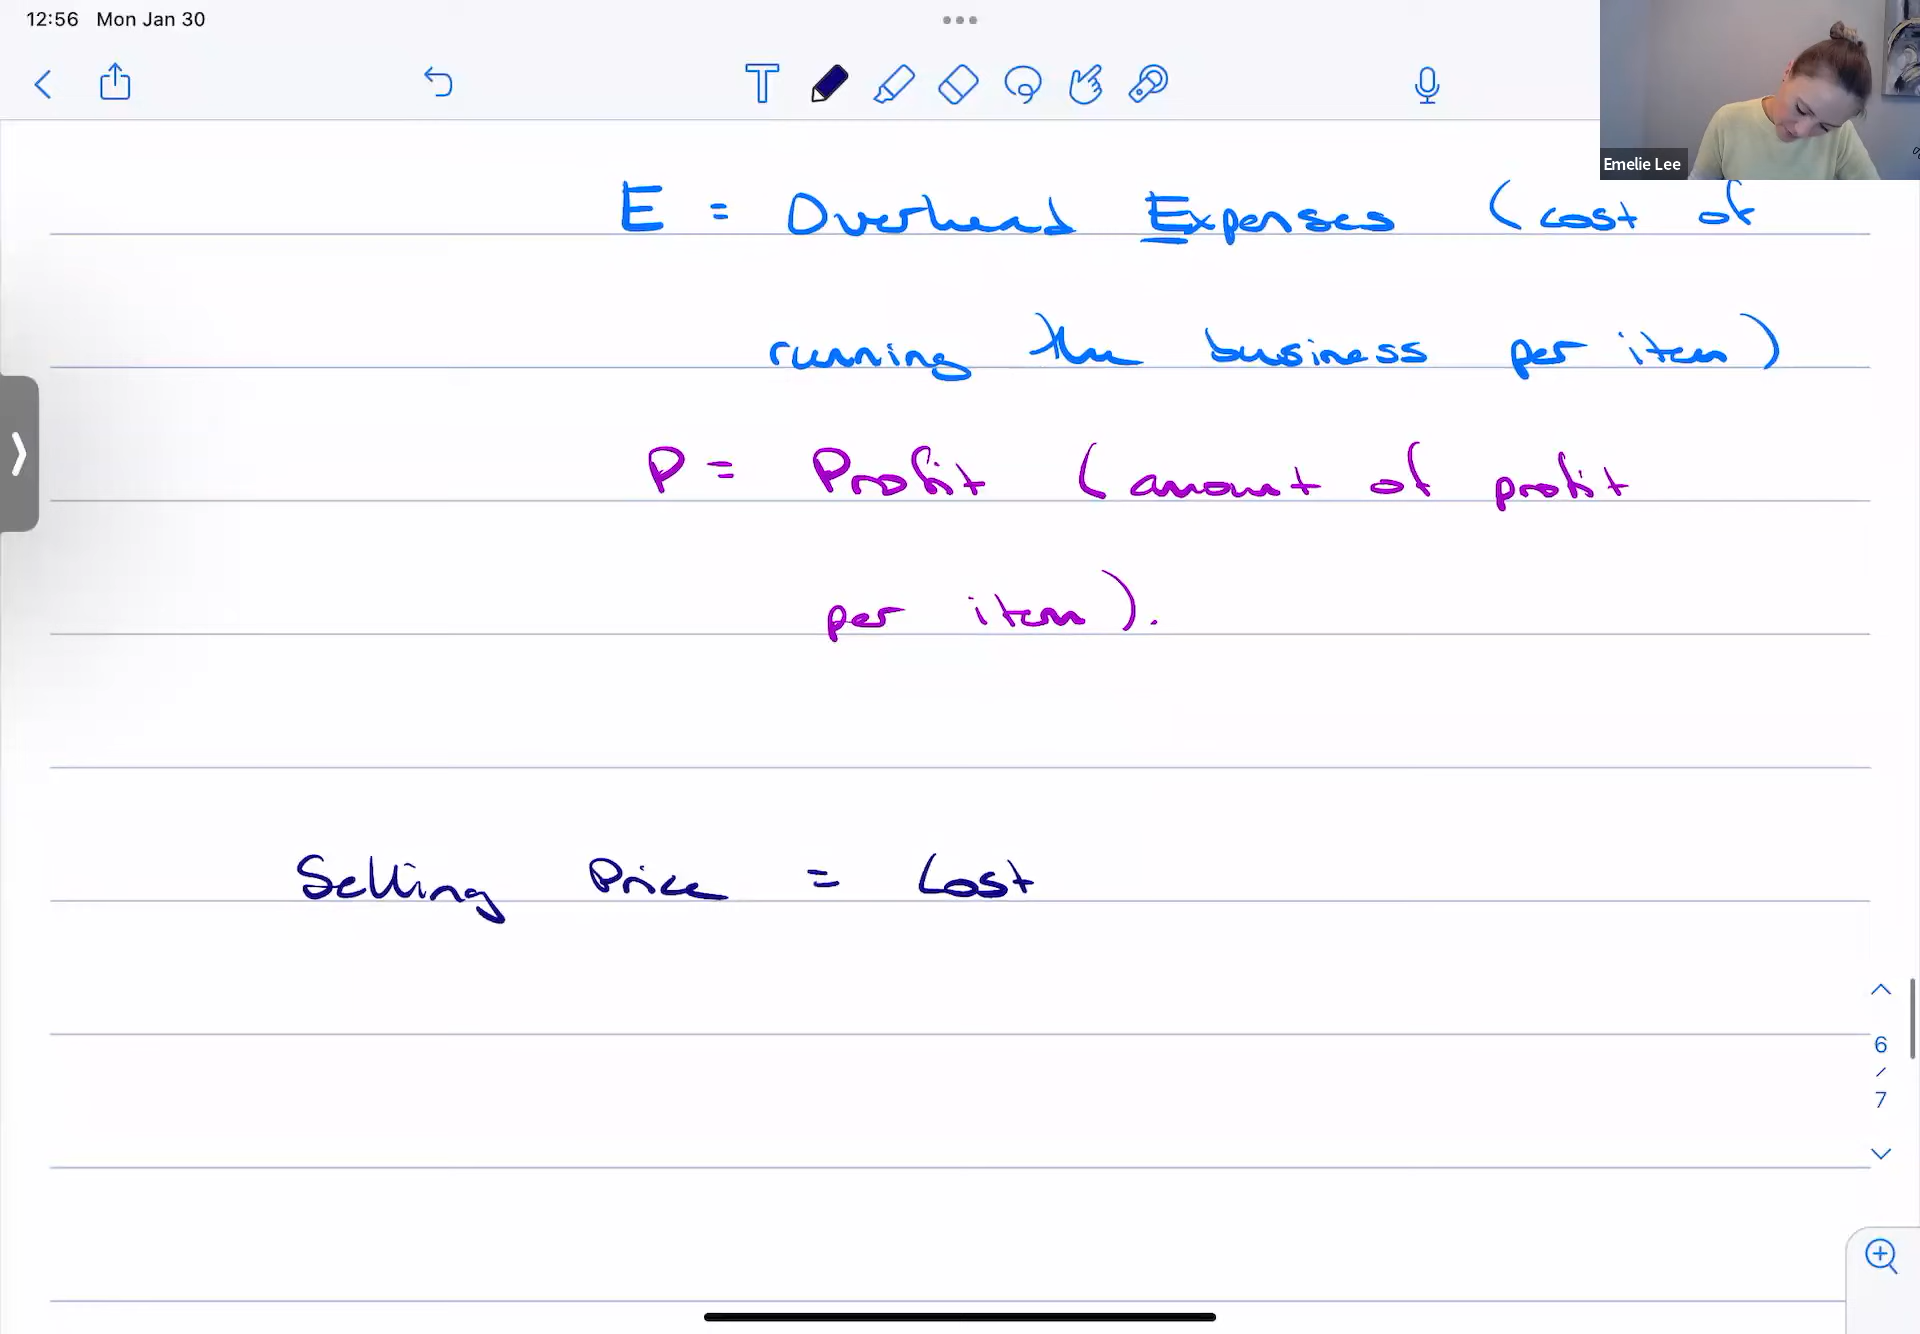 12:56 Mon Jan 30
Emelie Lee
E = Overhead Expenses (cost of
running the business per item)
P = Profit (amount of profit
per item).
Selling Price = Cost
6
/
7